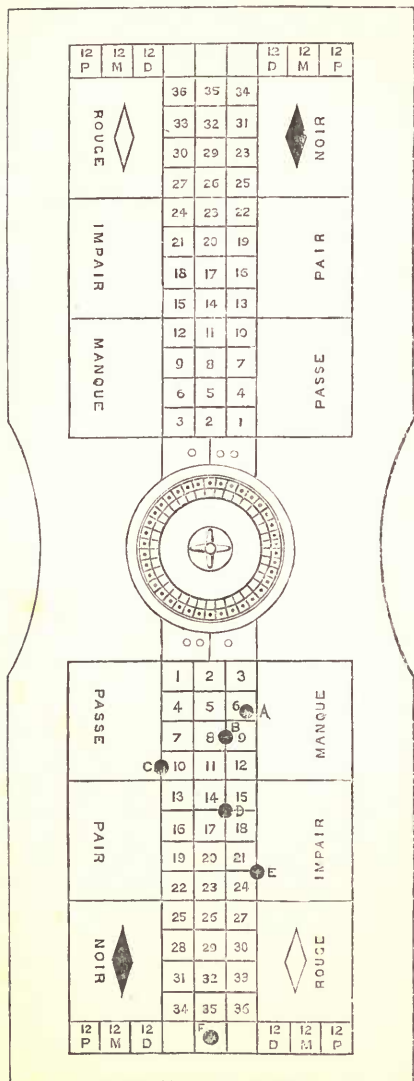 12 12 12 12 12 12
P M D D M P
36 35 34
ROUGE 33 32 31 NOIR
30 29 23
27 26 25
24 23 22
IMPAIR 21 20 19 PAIR
18 17 16
15 14 13
12 11 10
MANQUE 9 8 7 PASSE
6 5 4
3 2 1
0 00
00 0
1 2 3
PASSE 4 5 6 A MANQUE
B
7 8 9
C 10 11 12
13 14 15
D
PAIR 16 17 18 IMPAIR
19 20 21
E
22 23 24
25 26 27
NOIR 28 29 30 ROUGE
31 32 33
34 35 36
12 12 12 F 12 12 12
P M D D M P